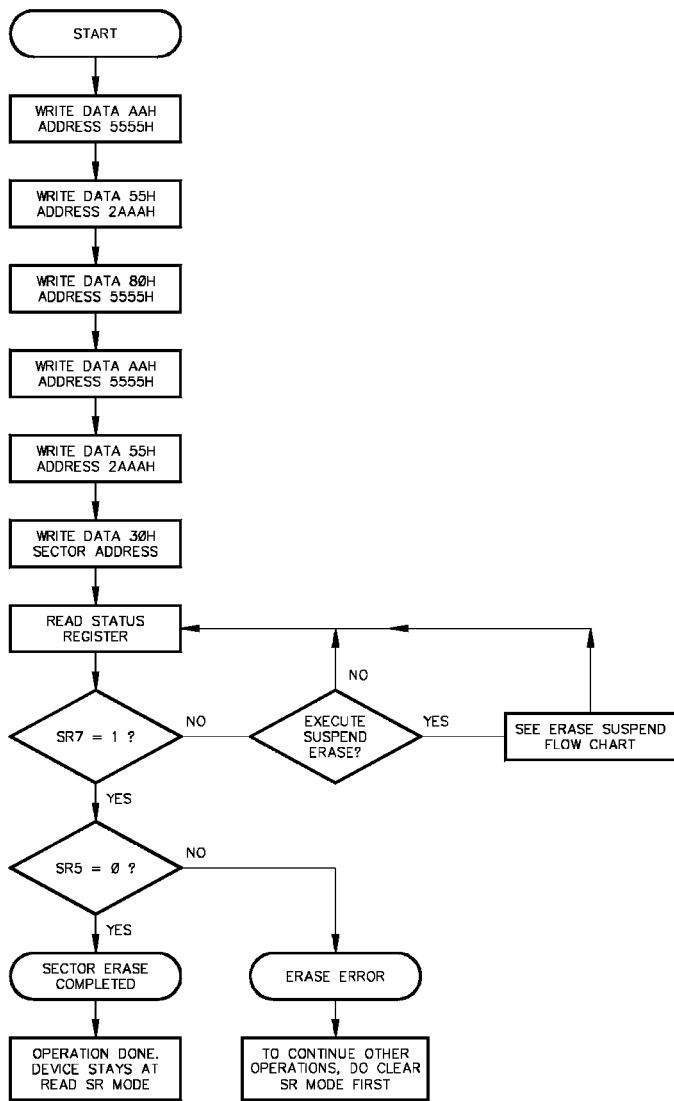 START
WRITE DATA AAH
ADDRESS 5555H
WRITE DATA 55H
ADDRESS 2AAAH
WRITE DATA 80H
ADDRESS 5555H
WRITE DATA AAH
ADDRESS 5555H
WRITE DATA 55H
ADDRESS 2AAAH
WRITE DATA 30H
SECTOR ADDRESS
READ STATUS
REGISTER
NO
SR7 = 1 ?
NO
EXECUTE
SUSPEND
ERASE?
YES
SEE ERASE SUSPEND
FLOW CHART
YES
SR5 = 0 ?
NO
YES
SECTOR ERASE
COMPLETED
ERASE ERROR
OPERATION DONE.
DEVICE STAYS AT
READ SR MODE
TO CONTINUE OTHER
OPERATIONS, DO CLEAR
SR MODE FIRST